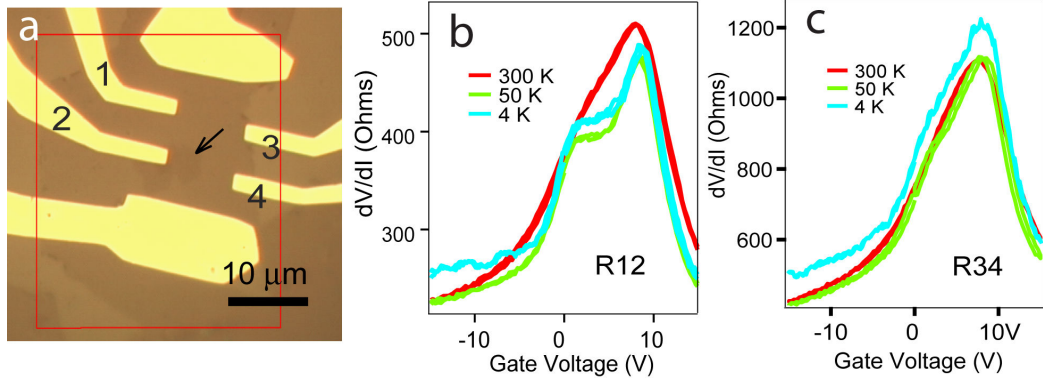 a
1
2
3
4
10 μm
b
dV/dI (Ohms)
500
400
300
300 K
50 K
4 K
R12
-10
0
10
Gate Voltage (V)
c
dV/dI (Ohms)
1200
1000
800
600
300 K
50 K
4 K
R34
-10
0
10V
Gate Voltage (V)